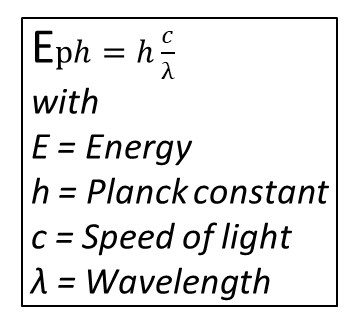 Eph = h c/λ
with
E = Energy
h = Planck constant
c = Speed of light
λ = Wavelength